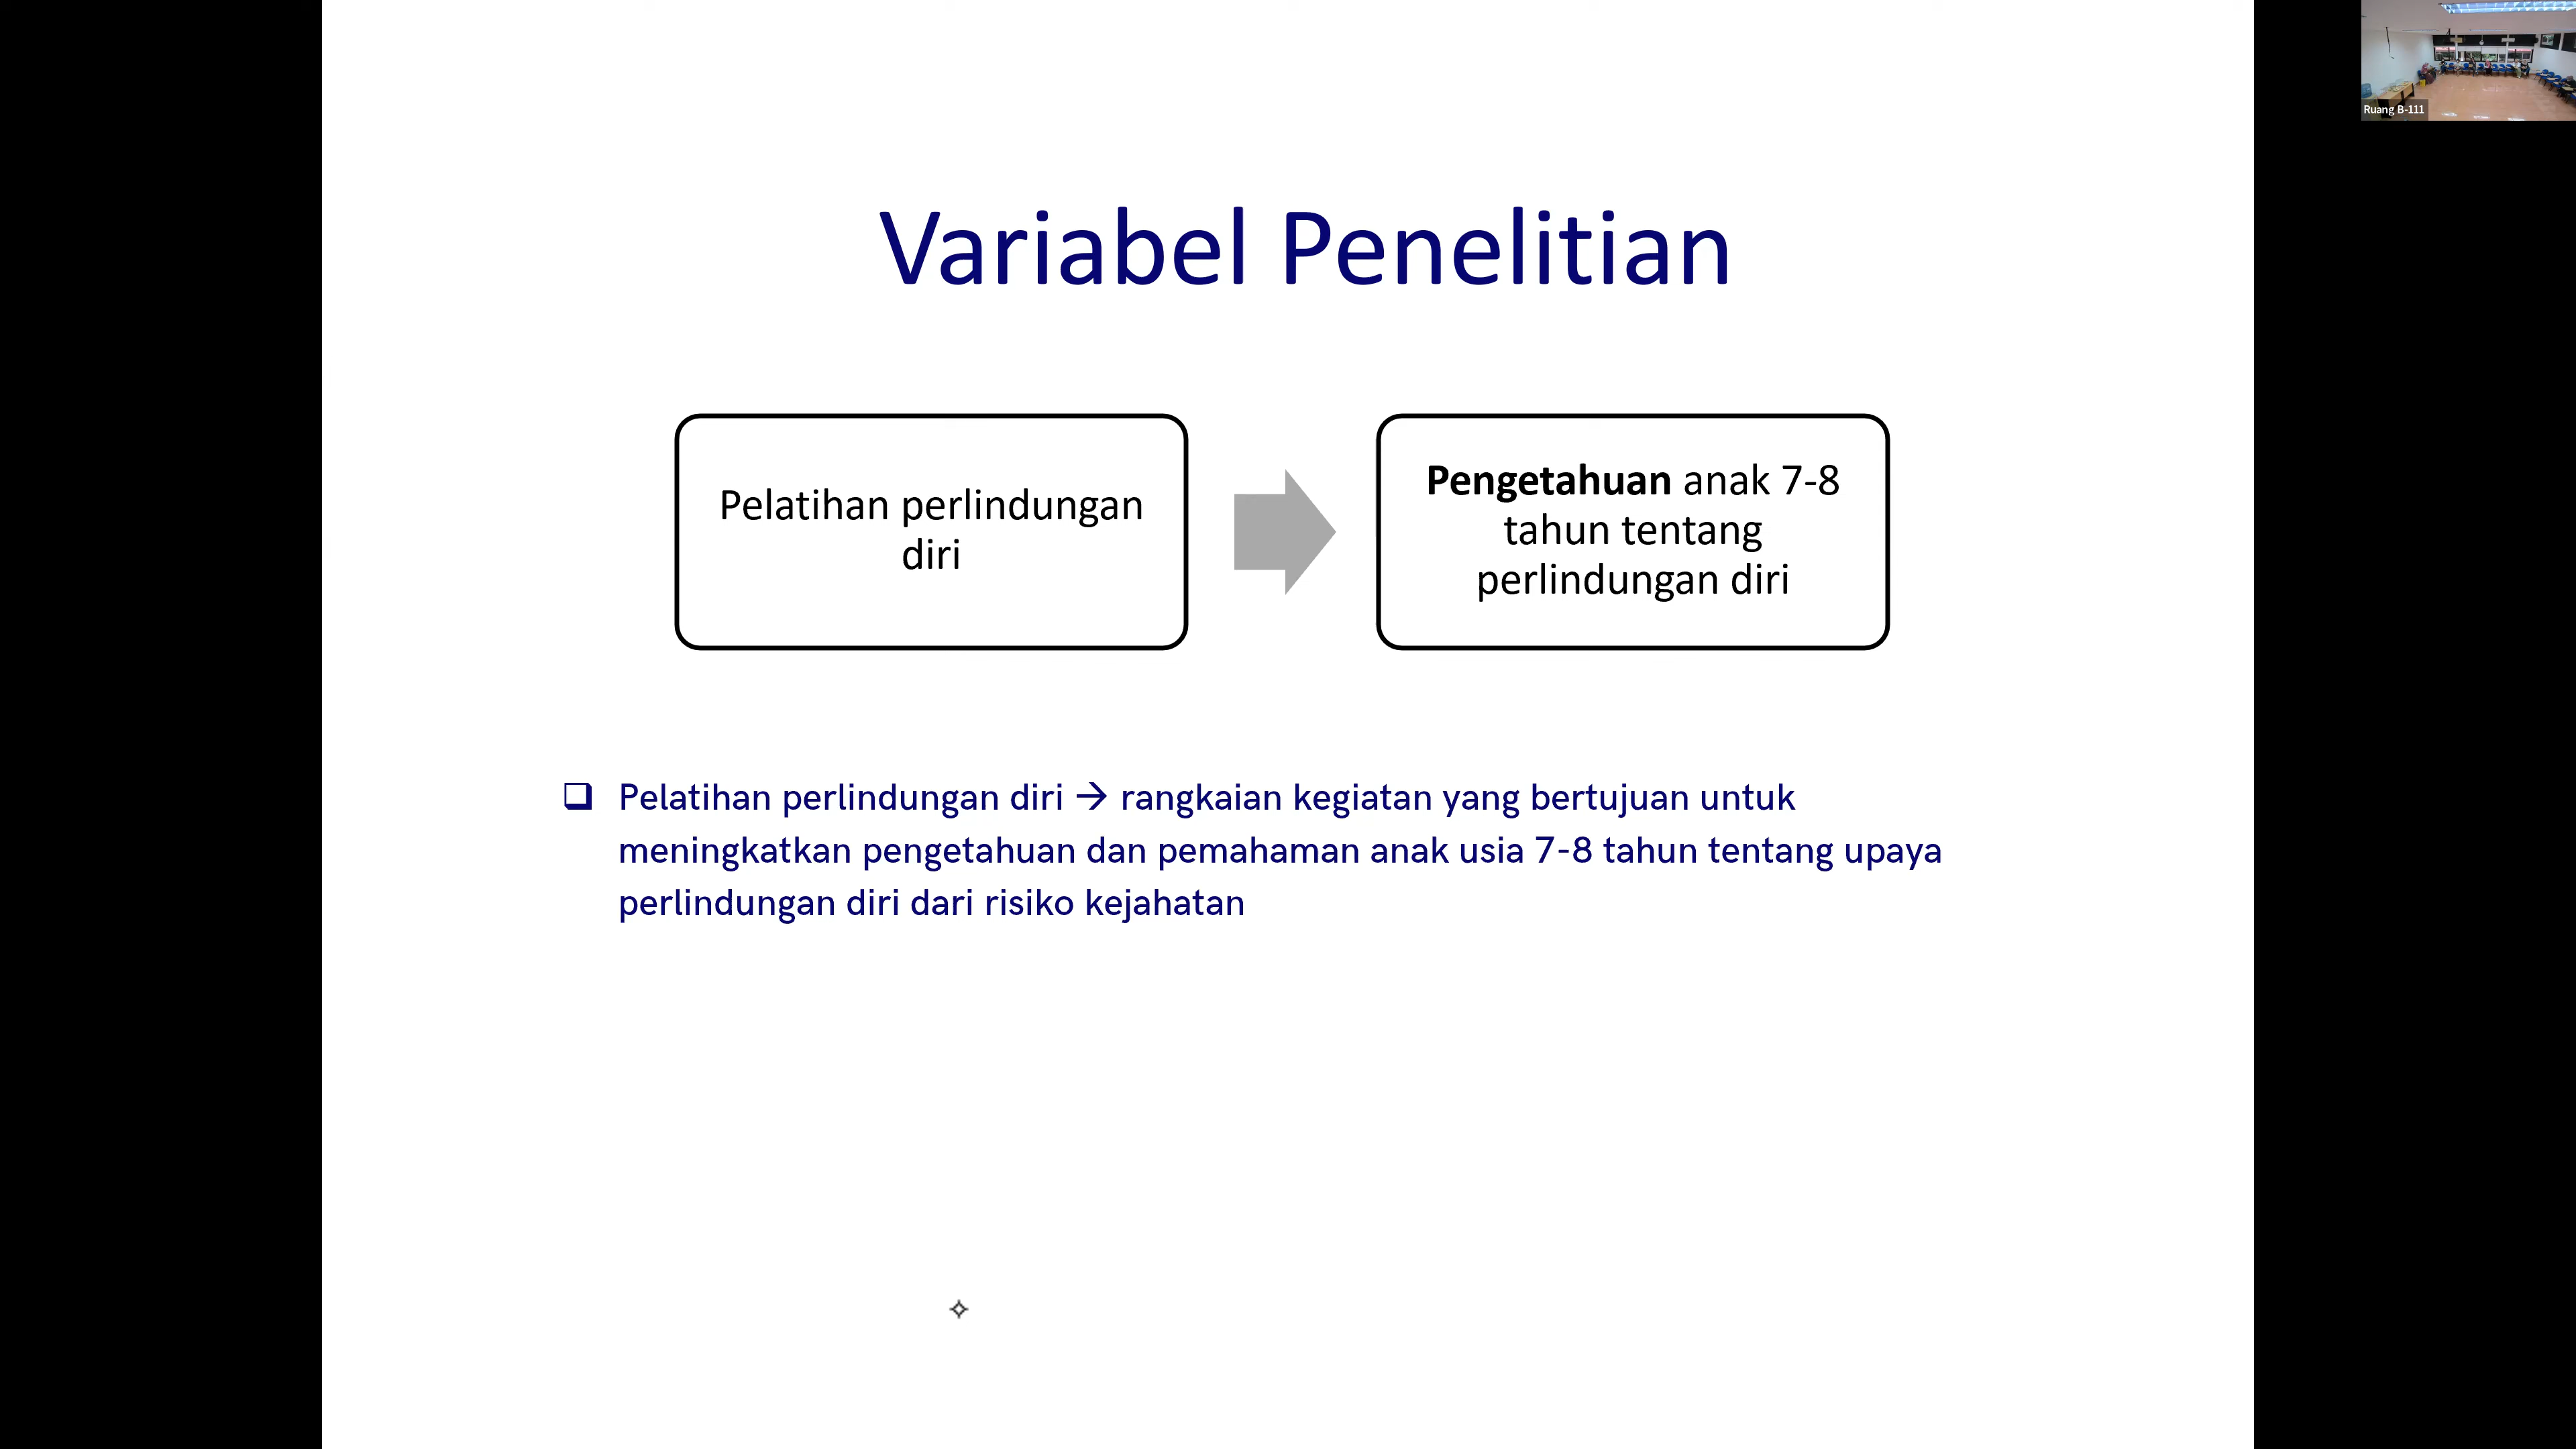 Ruang B-111
Variabel Penelitian
Pelatihan perlindungan
diri
Pengetahuan anak 7-8
tahun tentang
perlindungan diri
❑ Pelatihan perlindungan diri → rangkaian kegiatan yang bertujuan untuk
meningkatkan pengetahuan dan pemahaman anak usia 7-8 tahun tentang upaya
perlindungan diri dari risiko kejahatan